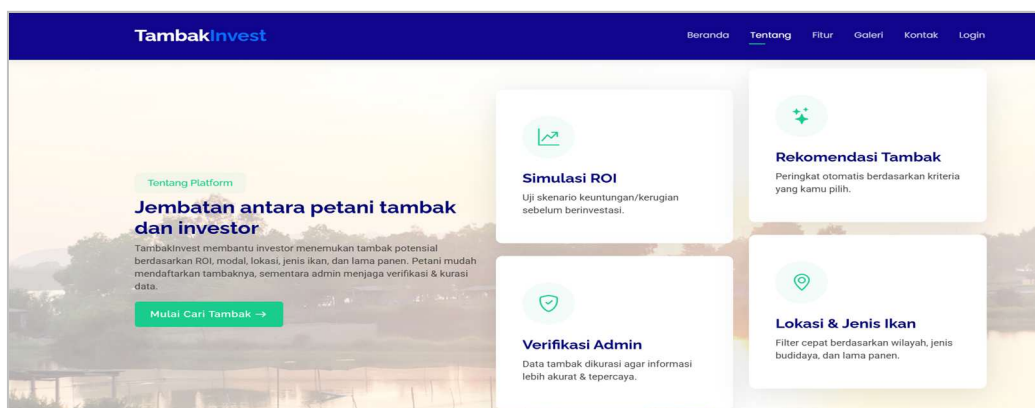 TambakInvest
Beranda Tentang Fitur Galeri Kontak Login
Tentang Platform
Jembatan antara petani tambak
dan investor
TambakInvest membantu investor menemukan tambak potensial
berdasarkan ROI, modal, lokasi, jenis ikan, dan lama panen. Petani mudah
mendaftarkan tambaknya, sementara admin menjaga verifikasi & kurasi
data.
Mulai Cari Tambak →
Simulasi ROI
Uji skenario keuntungan/kerugian
sebelum berinvestasi.
Rekomendasi Tambak
Peringkat otomatis berdasarkan kriteria
yang kamu pilih.
Verifikasi Admin
Data tambak dikurasi agar informasi
lebih akurat & tepercaya.
Lokasi & Jenis Ikan
Filter cepat berdasarkan wilayah, jenis
budidaya, dan lama panen.